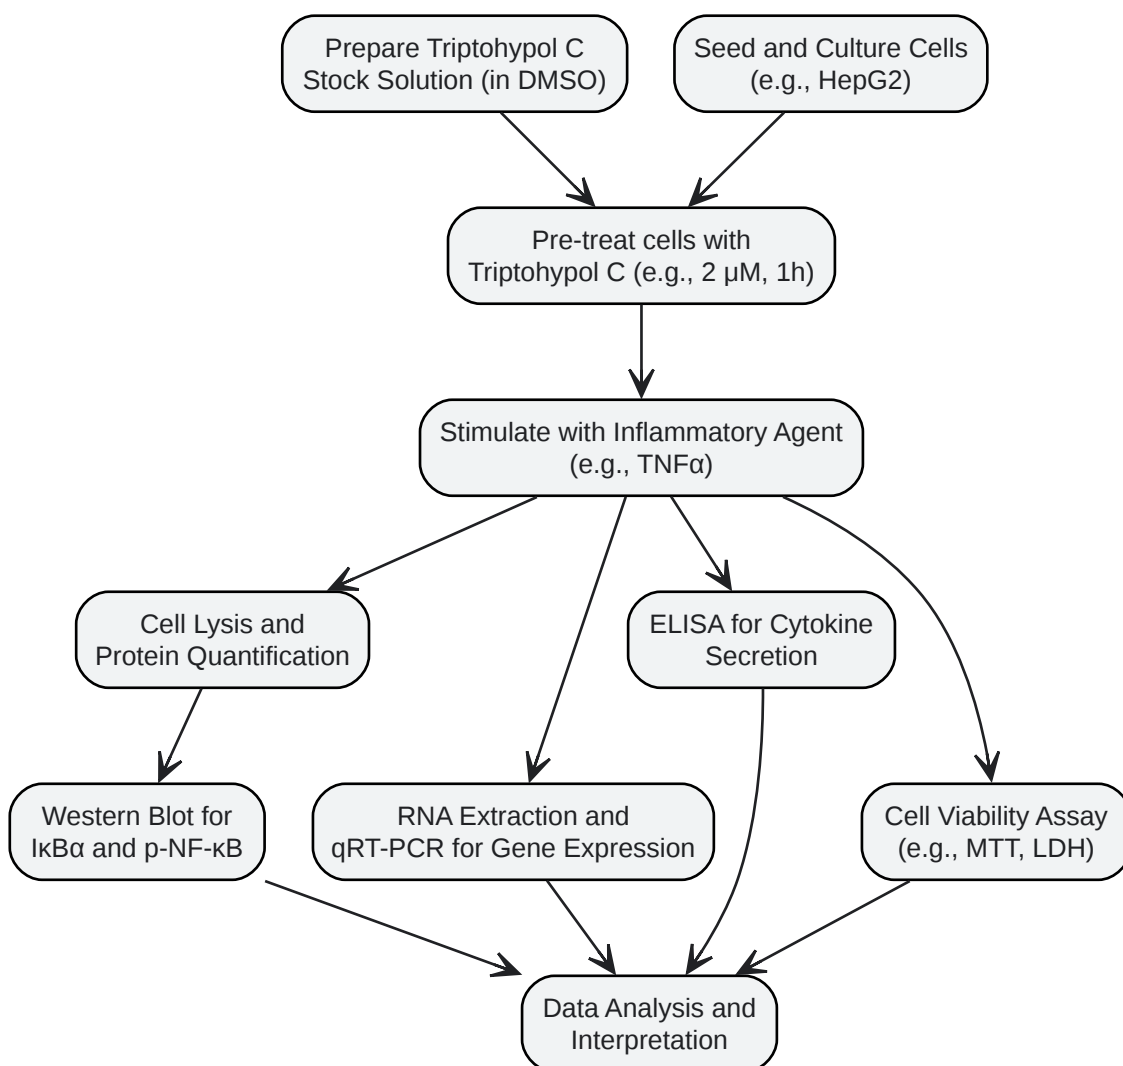 Prepare Triptohypol C
Stock Solution (in DMSO)
Seed and Culture Cells
(e.g., HepG2)
Pre-treat cells with
Triptohypol C (e.g., 2 μM, 1h)
Stimulate with Inflammatory Agent
(e.g., TNFα)
Cell Lysis and
Protein Quantification
ELISA for Cytokine
Secretion
Western Blot for
IκBα and p-NF-κB
RNA Extraction and
qRT-PCR for Gene Expression
Cell Viability Assay
(e.g., MTT, LDH)
Data Analysis and
Interpretation